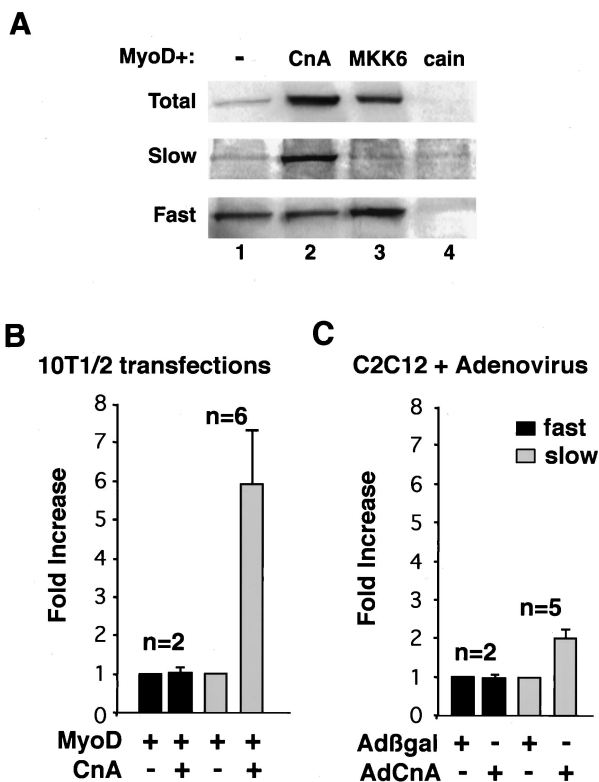 A
MyoD+: - CnA MKK6 cain
Total
Slow
Fast
1 2 3 4
B
10T1/2 transfections
Fold Increase
8
7
6
5
4
3
2
1
0
n=6
n=2
MyoD + + + +
CnA - + - +
C
C2C12 + Adenovirus
Fold Increase
8
7
6
5
4
3
2
1
0
fast
slow
n=5
n=2
Adßgal + - + -
AdCnA - + - +